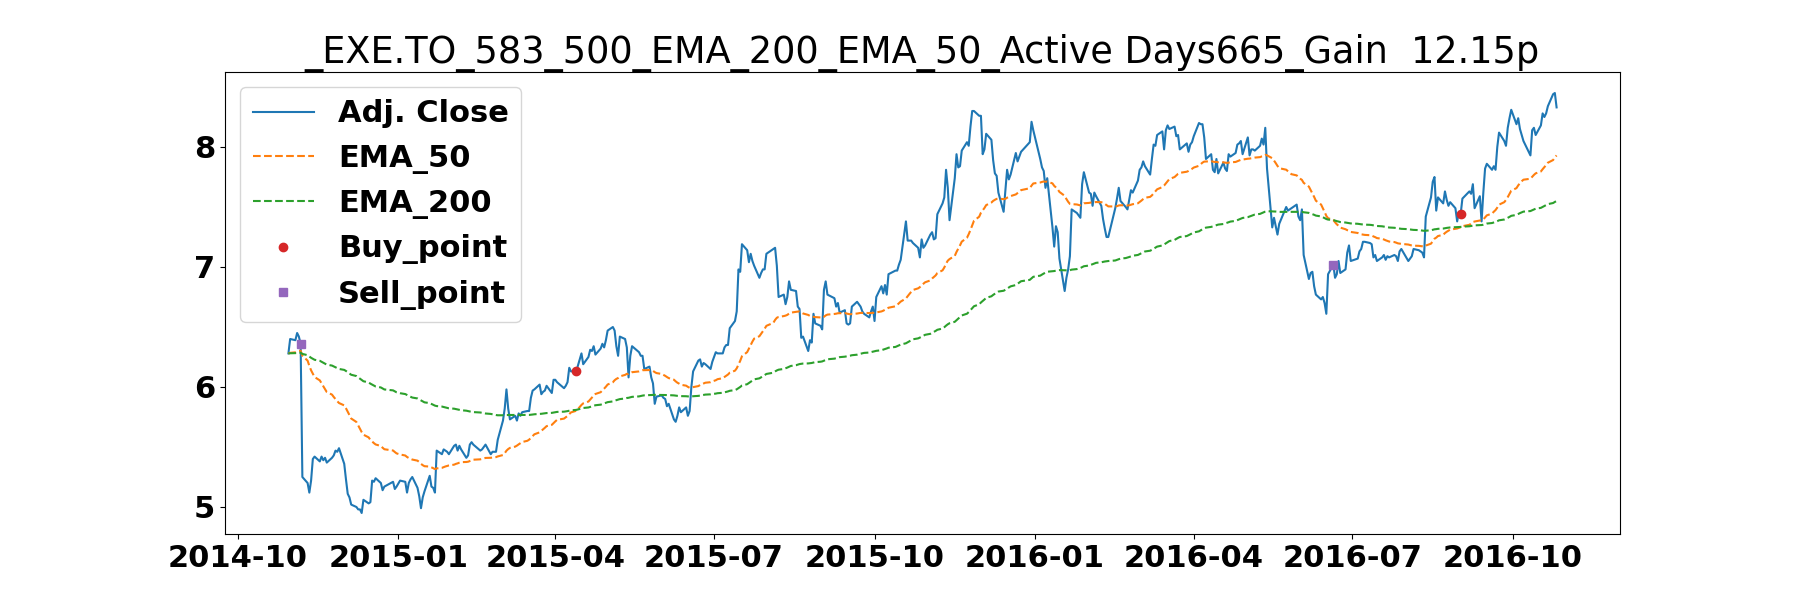 _EXE.TO_583_500_EMA_200_EMA_50_Active Days665_Gain  12.15p
Adj. Close
EMA_50
EMA_200
Buy_point
Sell_point
8
7
6
5
2014-10 2015-01 2015-04 2015-07 2015-10 2016-01 2016-04 2016-07 2016-10